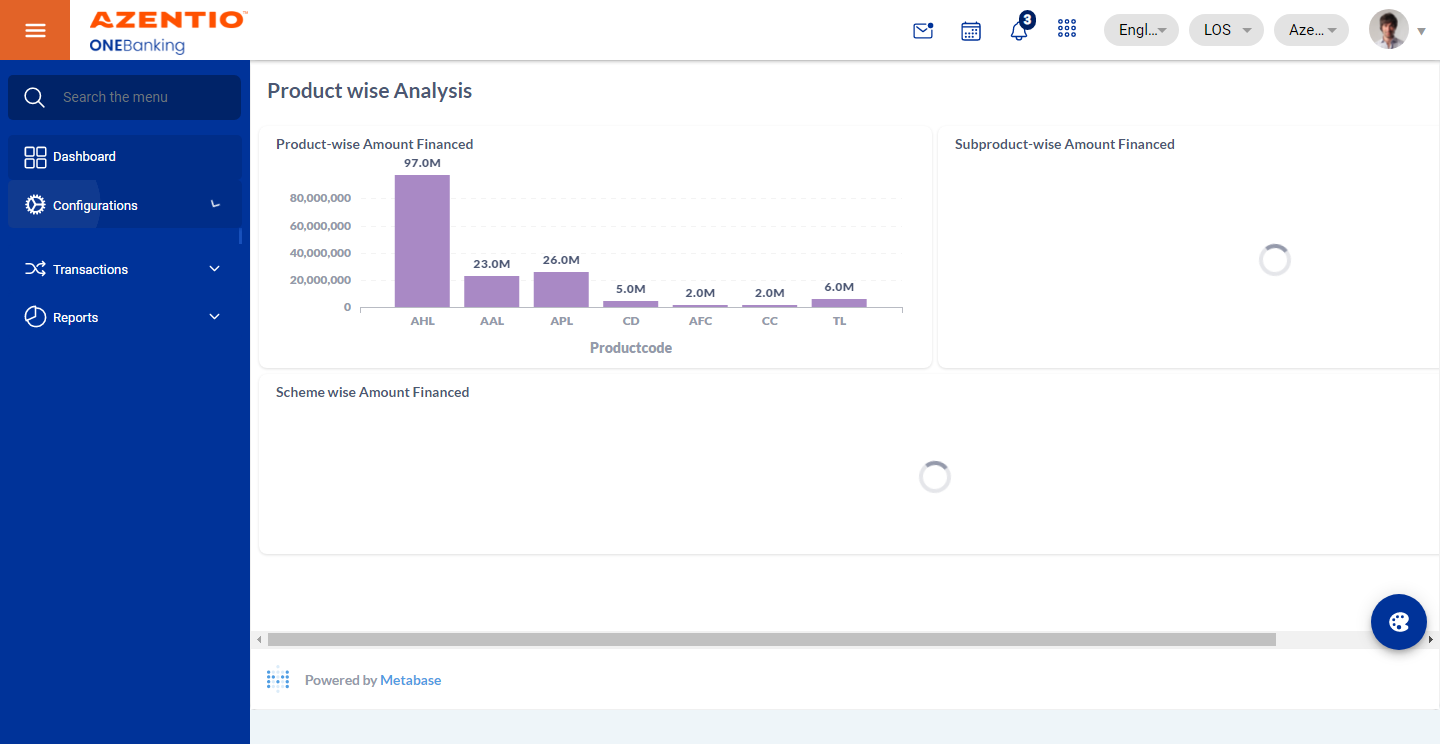 AZENTIO™
ONEBanking
3
Engl...
LOS
Aze...
Search the menu
Dashboard
Configurations
Transactions
Reports
Product wise Analysis
Product-wise Amount Financed
97.0M
80,000,000
60,000,000
40,000,000
20,000,000
0
23.0M
26.0M
5.0M
2.0M
2.0M
6.0M
AHL AAL APL CD AFC CC TL
Productcode
Subproduct-wise Amount Financed
Scheme wise Amount Financed
Powered by Metabase